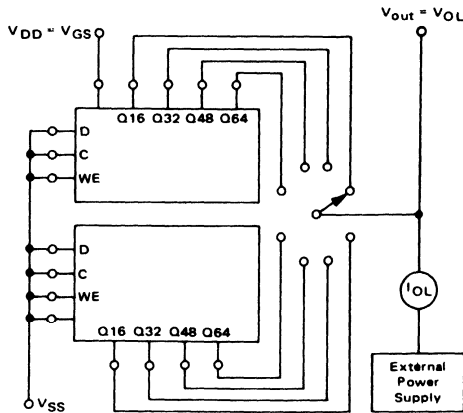 VDD = VGS
Vout = VOL
Q16 Q32 Q48 Q64
D
C
WE
D
C
WE
Q16 Q32 Q48 Q64
IOL
External
Power
Supply
VSS